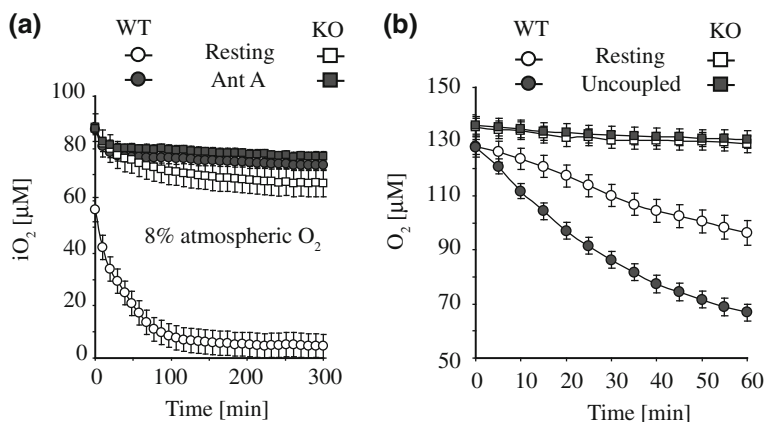 (a)
WT KO
Resting
Ant A
100
80
60
40
20
0
iO2 [µM]
8% atmospheric O2
0 100 200 300
Time [min]
(b)
WT KO
Resting
Uncoupled
150
130
110
90
70
50
O2 [µM]
0 10 20 30 40 50 60
Time [min]